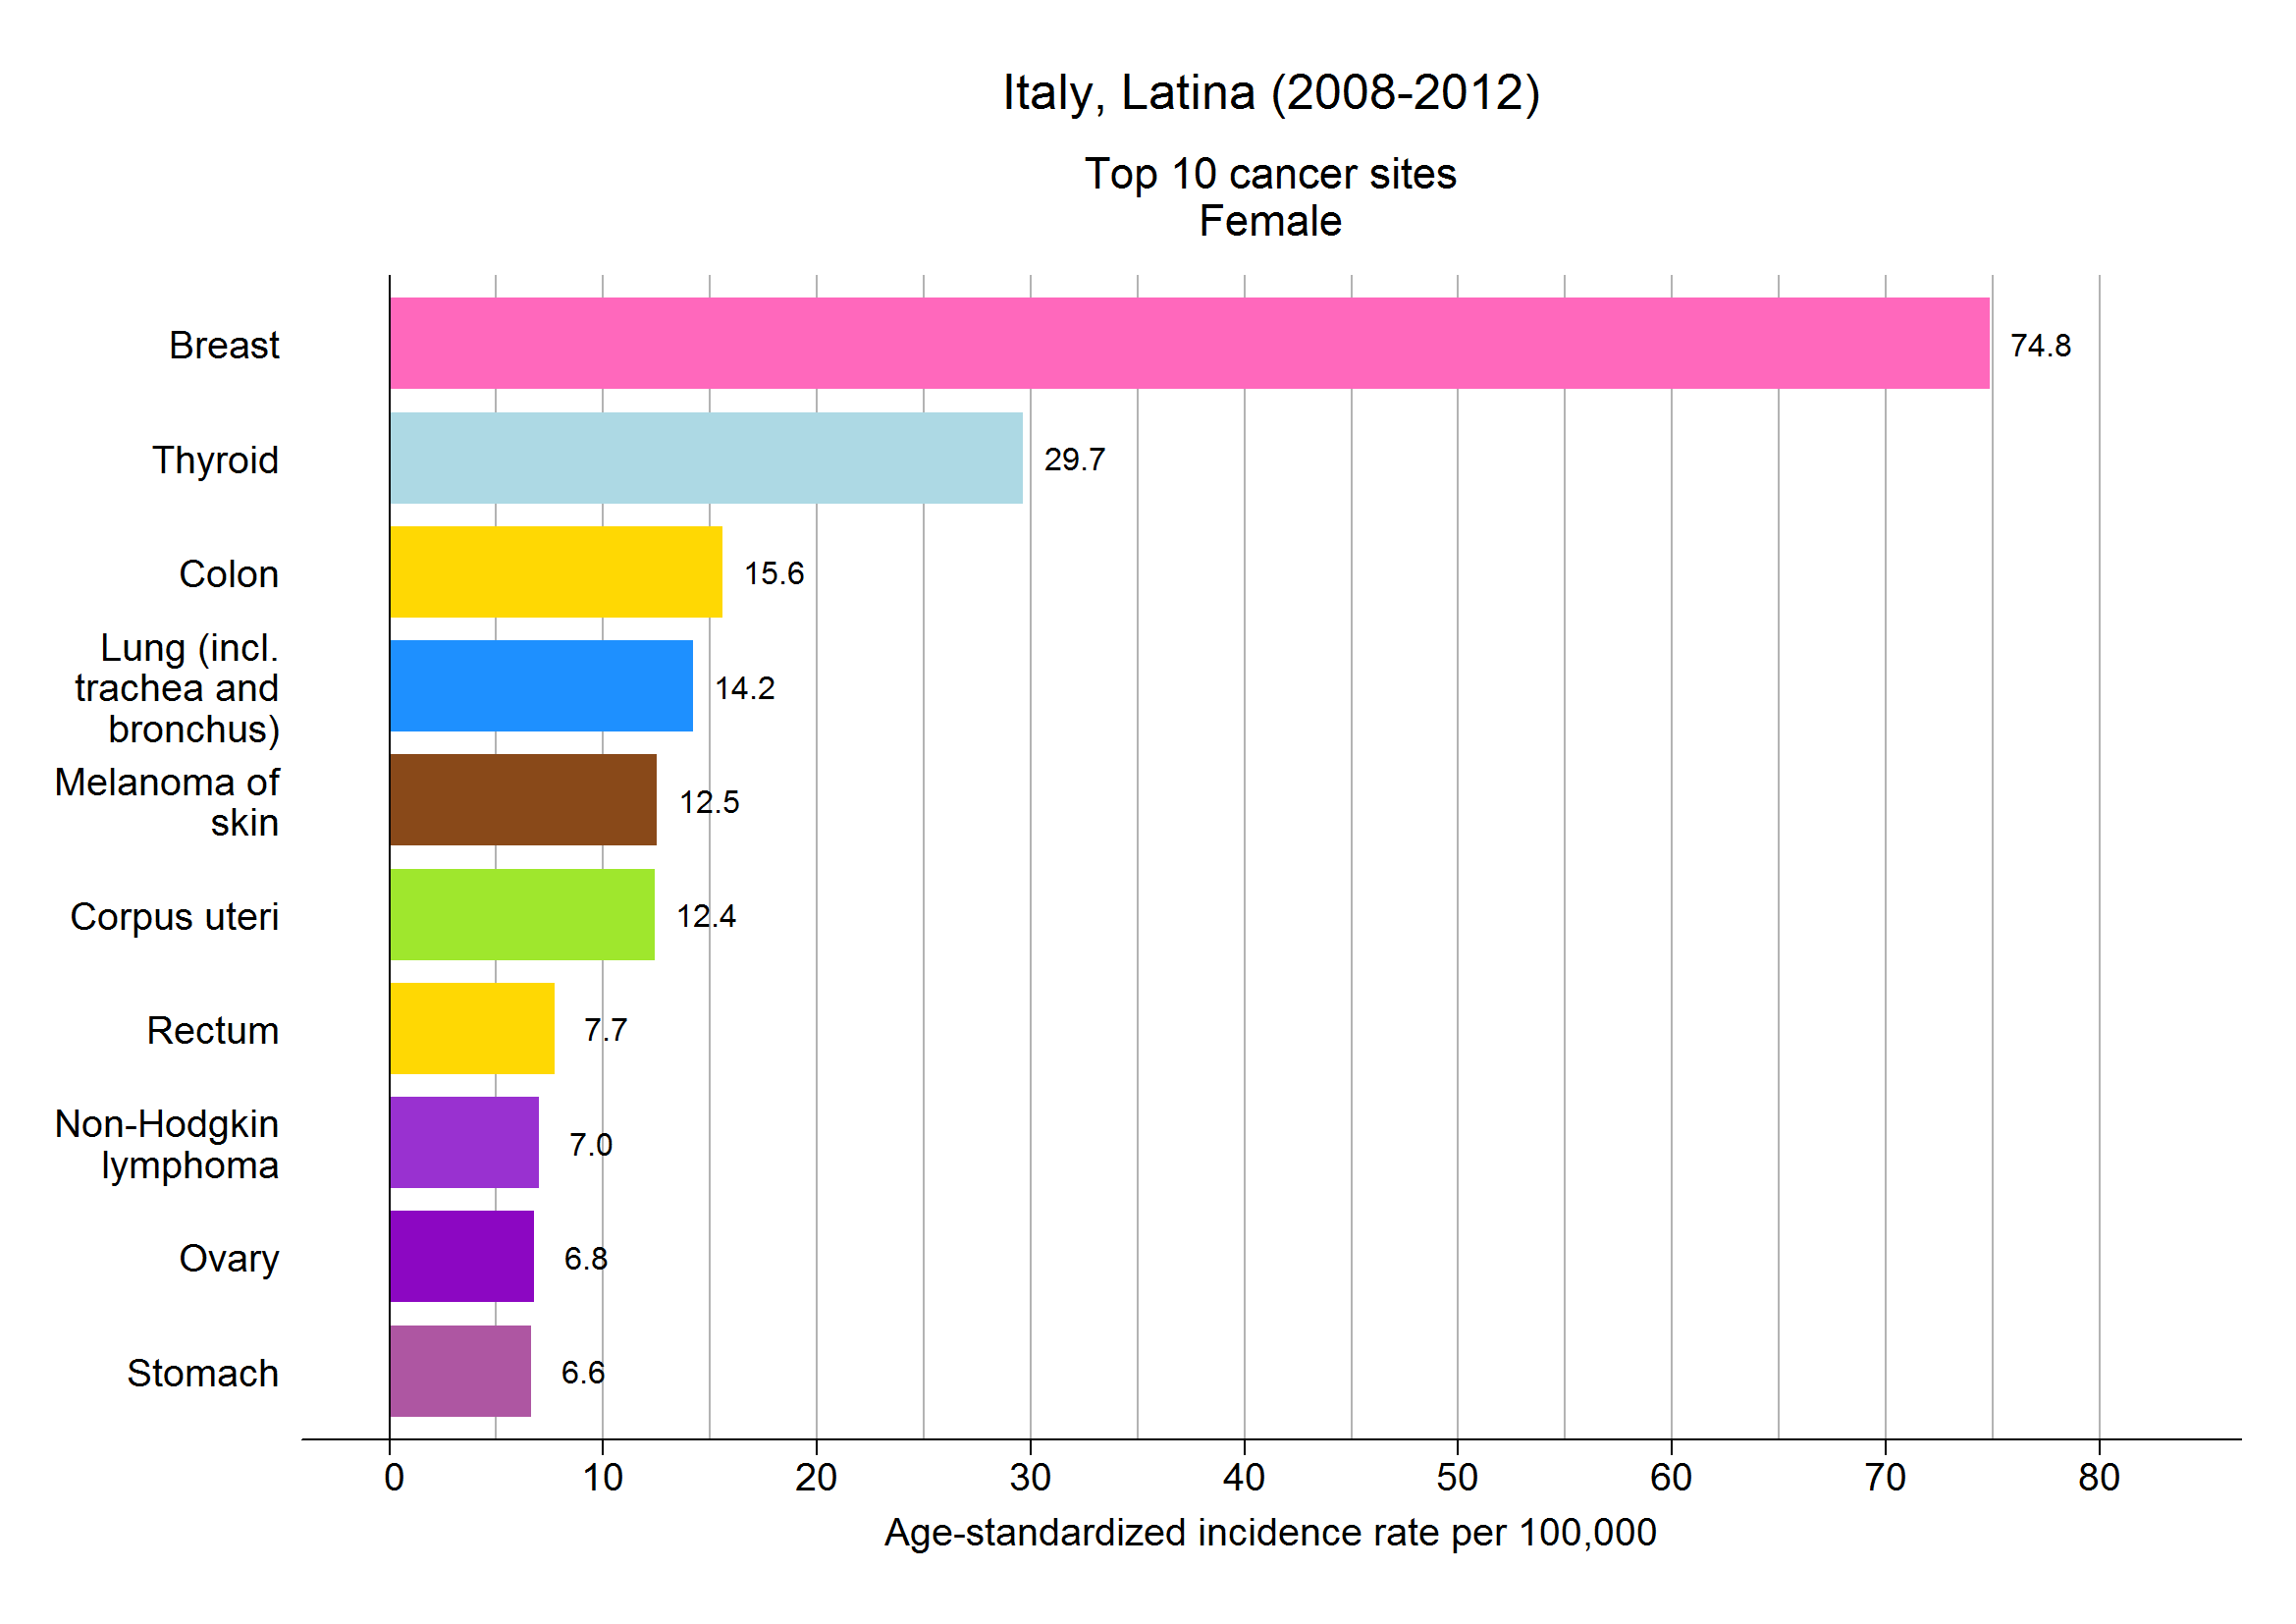 Italy, Latina (2008-2012)
Top 10 cancer sites
Female
Breast
74.8
Thyroid
29.7
Colon
15.6
Lung (incl.
trachea and
bronchus)
14.2
Melanoma of
skin
12.5
Corpus uteri
12.4
Rectum
7.7
Non-Hodgkin
lymphoma
7.0
Ovary
6.8
Stomach
6.6
0 10 20 30 40 50 60 70 80
Age-standardized incidence rate per 100,000